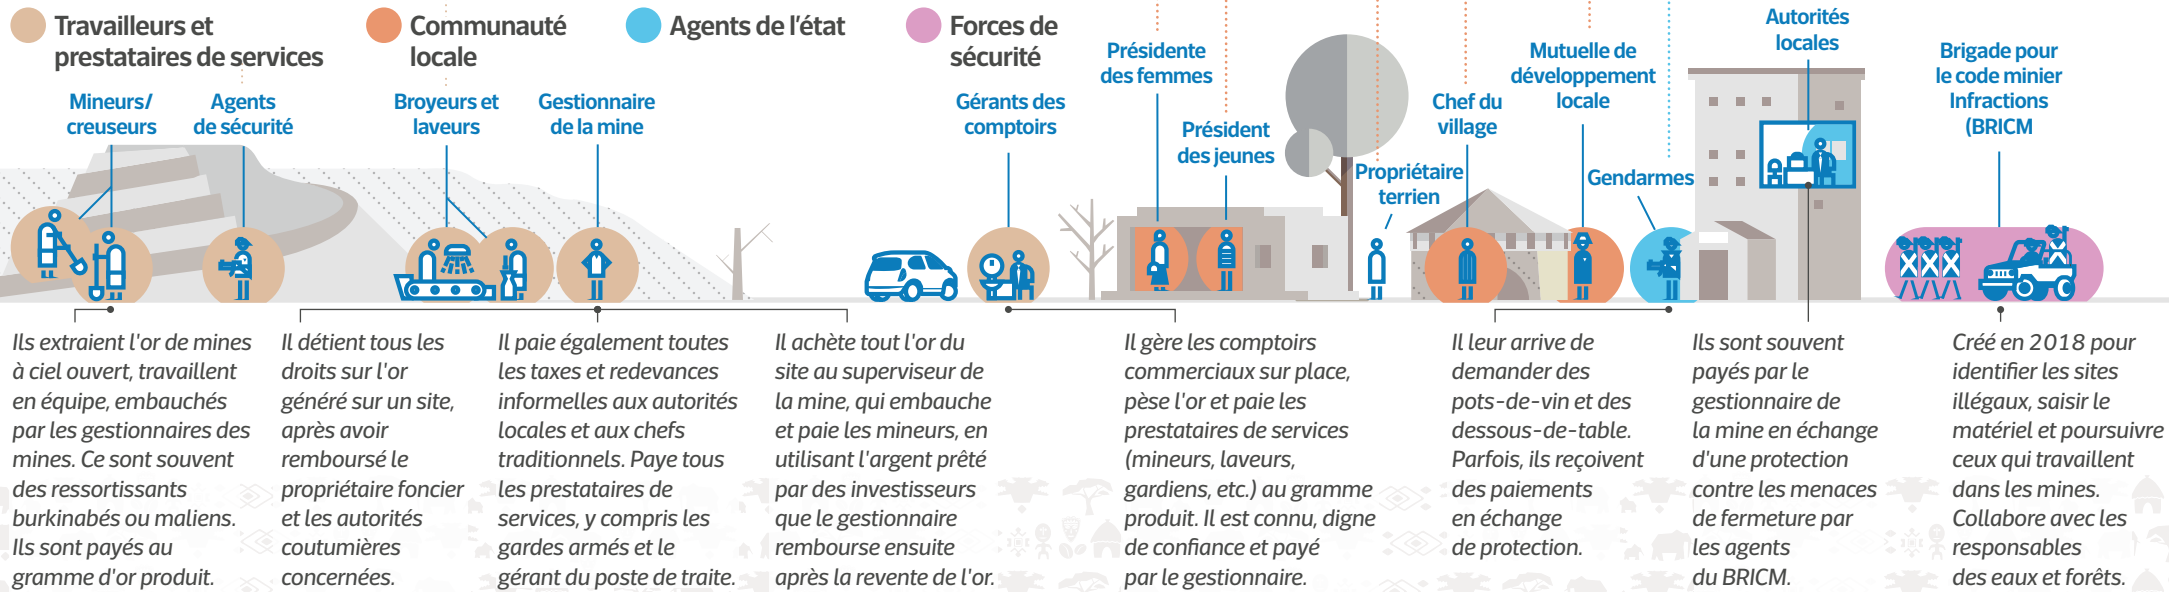 Travailleurs et
prestataires de services
Communauté
locale
Agents de l'état
Forces de
sécurité
Mineurs/
creuseurs
Agents
de sécurité
Broyeurs et
laveurs
Gestionnaire
de la mine
Gérants des
comptoirs
Présidente
des femmes
Président
des jeunes
Propriétaire
terrien
Chef du
village
Mutuelle de
développement
locale
Gendarmes
Autorités
locales
Brigade pour
le code minier
Infractions
(BRICM
Ils extraient l'or de mines
à ciel ouvert, travaillent
en équipe, embauchés
par les gestionnaires des
mines. Ce sont souvent
des ressortissants
burkinabés ou maliens.
Ils sont payés au
gramme d'or produit.
Il détient tous les
droits sur l'or
généré sur un site,
après avoir
remboursé le
propriétaire foncier
et les autorités
coutumières
concernées.
Il paie également toutes
les taxes et redevances
informelles aux autorités
locales et aux chefs
traditionnels. Paye tous
les prestataires de
services, y compris les
gardes armés et le
gérant du poste de traite.
Il achète tout l'or du
site au superviseur de
la mine, qui embauche
et paie les mineurs, en
utilisant l'argent prêté
par des investisseurs
que le gestionnaire
rembourse ensuite
après la revente de l'or.
Il gère les comptoirs
commerciaux sur place,
pèse l'or et paie les
prestataires de services
(mineurs, laveurs,
gardiens, etc.) au gramme
produit. Il est connu, digne
de confiance et payé
par le gestionnaire.
Il leur arrive de
demander des
pots-de-vin et des
dessous-de-table.
Parfois, ils reçoivent
des paiements
en échange
de protection.
Ils sont souvent
payés par le
gestionnaire de
la mine en échange
d'une protection
contre les menaces
de fermeture par
les agents
du BRICM.
Créé en 2018 pour
identifier les sites
illégaux, saisir le
matériel et poursuivre
ceux qui travaillent
dans les mines.
Collabore avec les
responsables
des eaux et forêts.